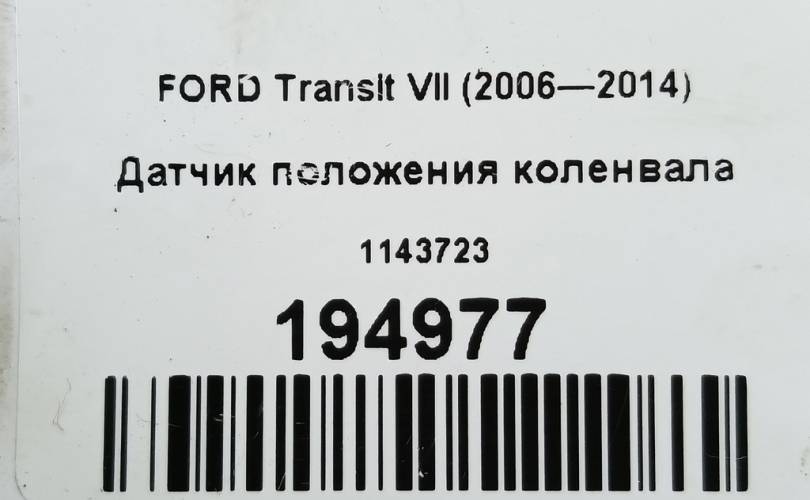 FORD Transit VII (2006—2014)
Датчик положения коленвала
1143723
194977